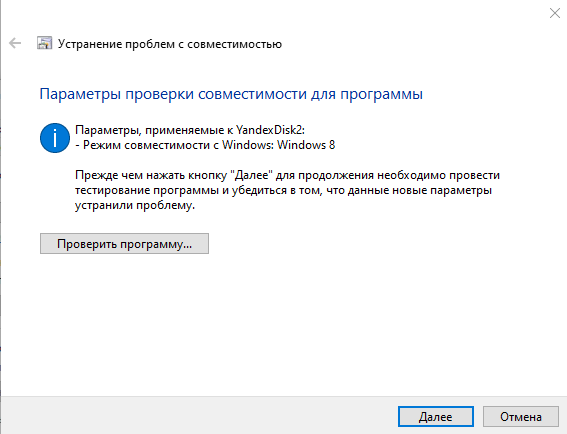 Устранение проблем с совместимостью
Параметры проверки совместимости для программы
Параметры, применяемые к YandexDisk2:
- Режим совместимости с Windows: Windows 8
Прежде чем нажать кнопку "Далее" для продолжения необходимо провести
тестирование программы и убедиться в том, что данные новые параметры
устранили проблему.
Проверить программу...
Далее
Отмена